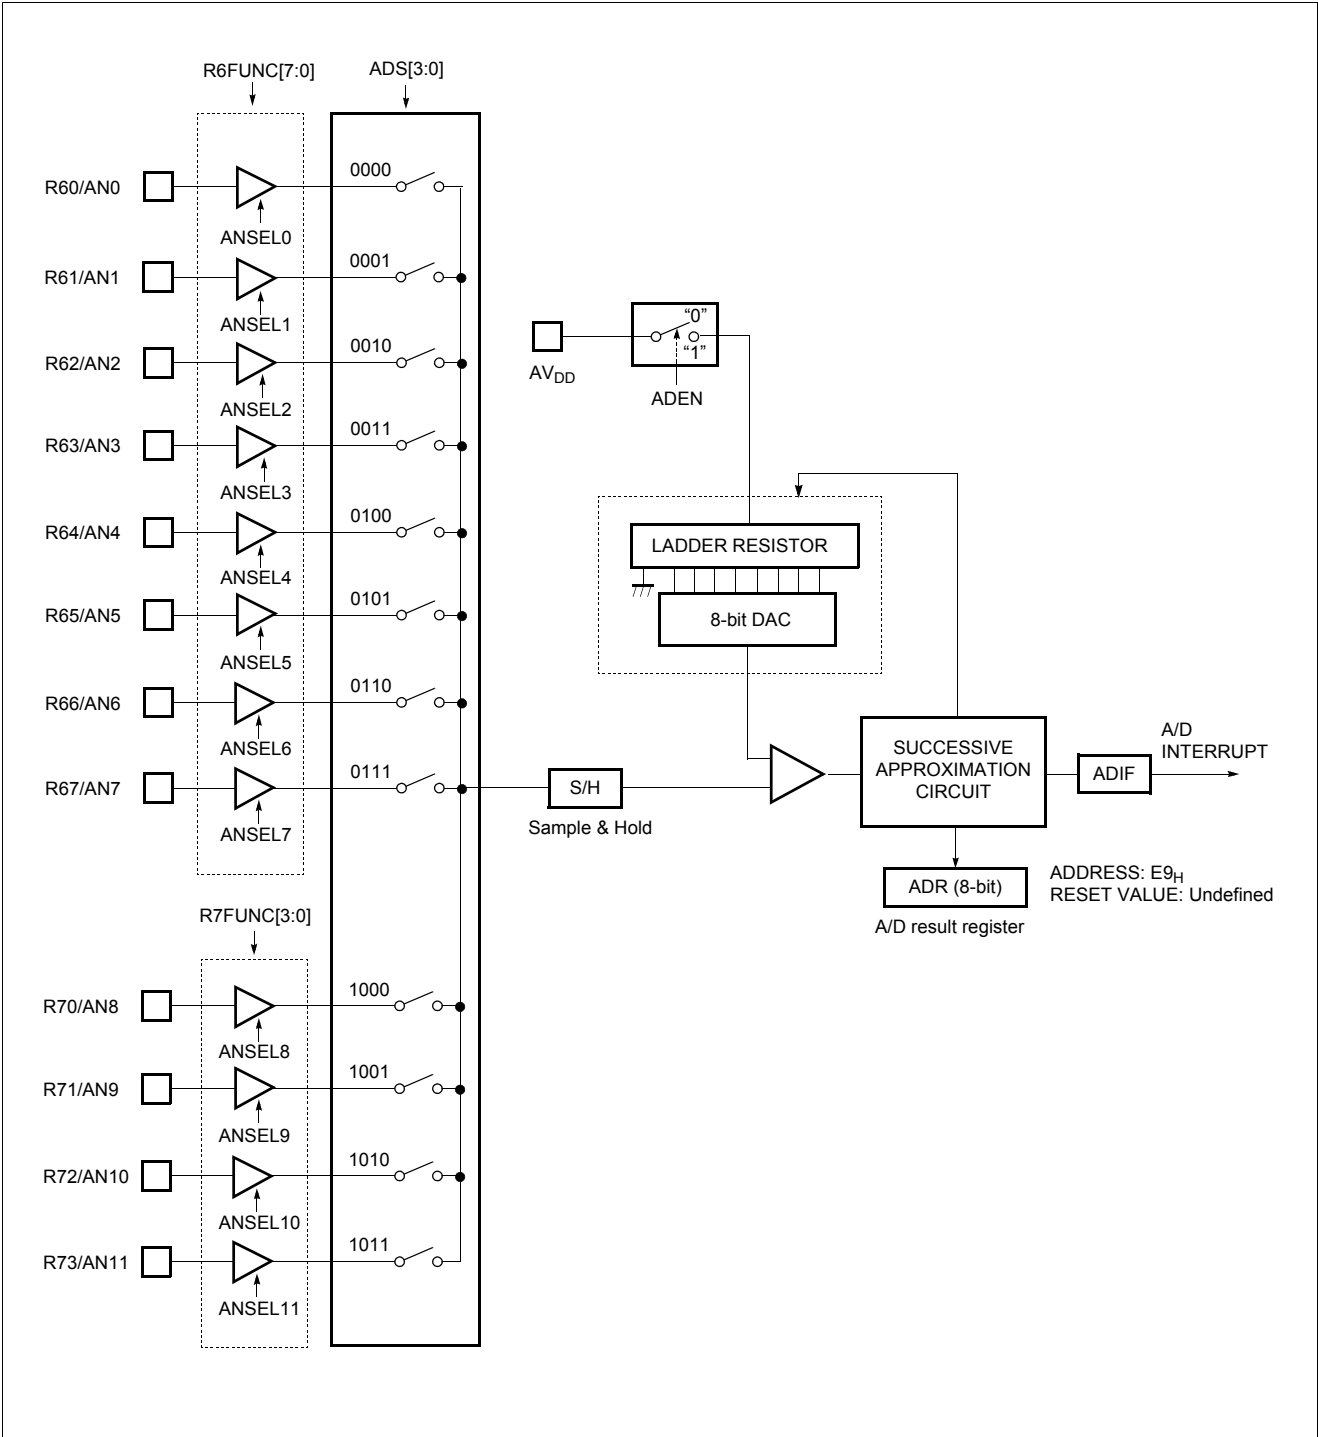 R6FUNC[7:0]
ADS[3:0]
R60/AN0
0000
ANSEL0
R61/AN1
0001
ANSEL1
R62/AN2
0010
ANSEL2
R63/AN3
0011
ANSEL3
R64/AN4
0100
ANSEL4
R65/AN5
0101
ANSEL5
R66/AN6
0110
ANSEL6
R67/AN7
0111
ANSEL7
R7FUNC[3:0]
R70/AN8
1000
ANSEL8
R71/AN9
1001
ANSEL9
R72/AN10
1010
ANSEL10
R73/AN11
1011
ANSEL11
AVDD
“0”
“1”
ADEN
LADDER RESISTOR
8-bit DAC
S/H
Sample & Hold
SUCCESSIVE
APPROXIMATION
CIRCUIT
ADIF
A/D
INTERRUPT
ADR (8-bit)
A/D result register
ADDRESS: E9H
RESET VALUE: Undefined